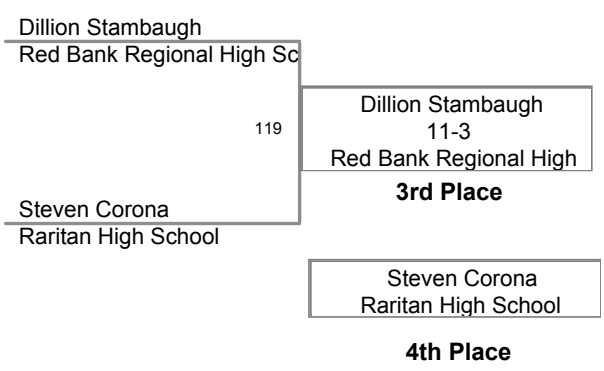 Dillion Stambaugh
Red Bank Regional High Sc
119
Dillion Stambaugh
11-3
Red Bank Regional High
3rd Place
Steven Corona
Raritan High School
Steven Corona
Raritan High School
4th Place